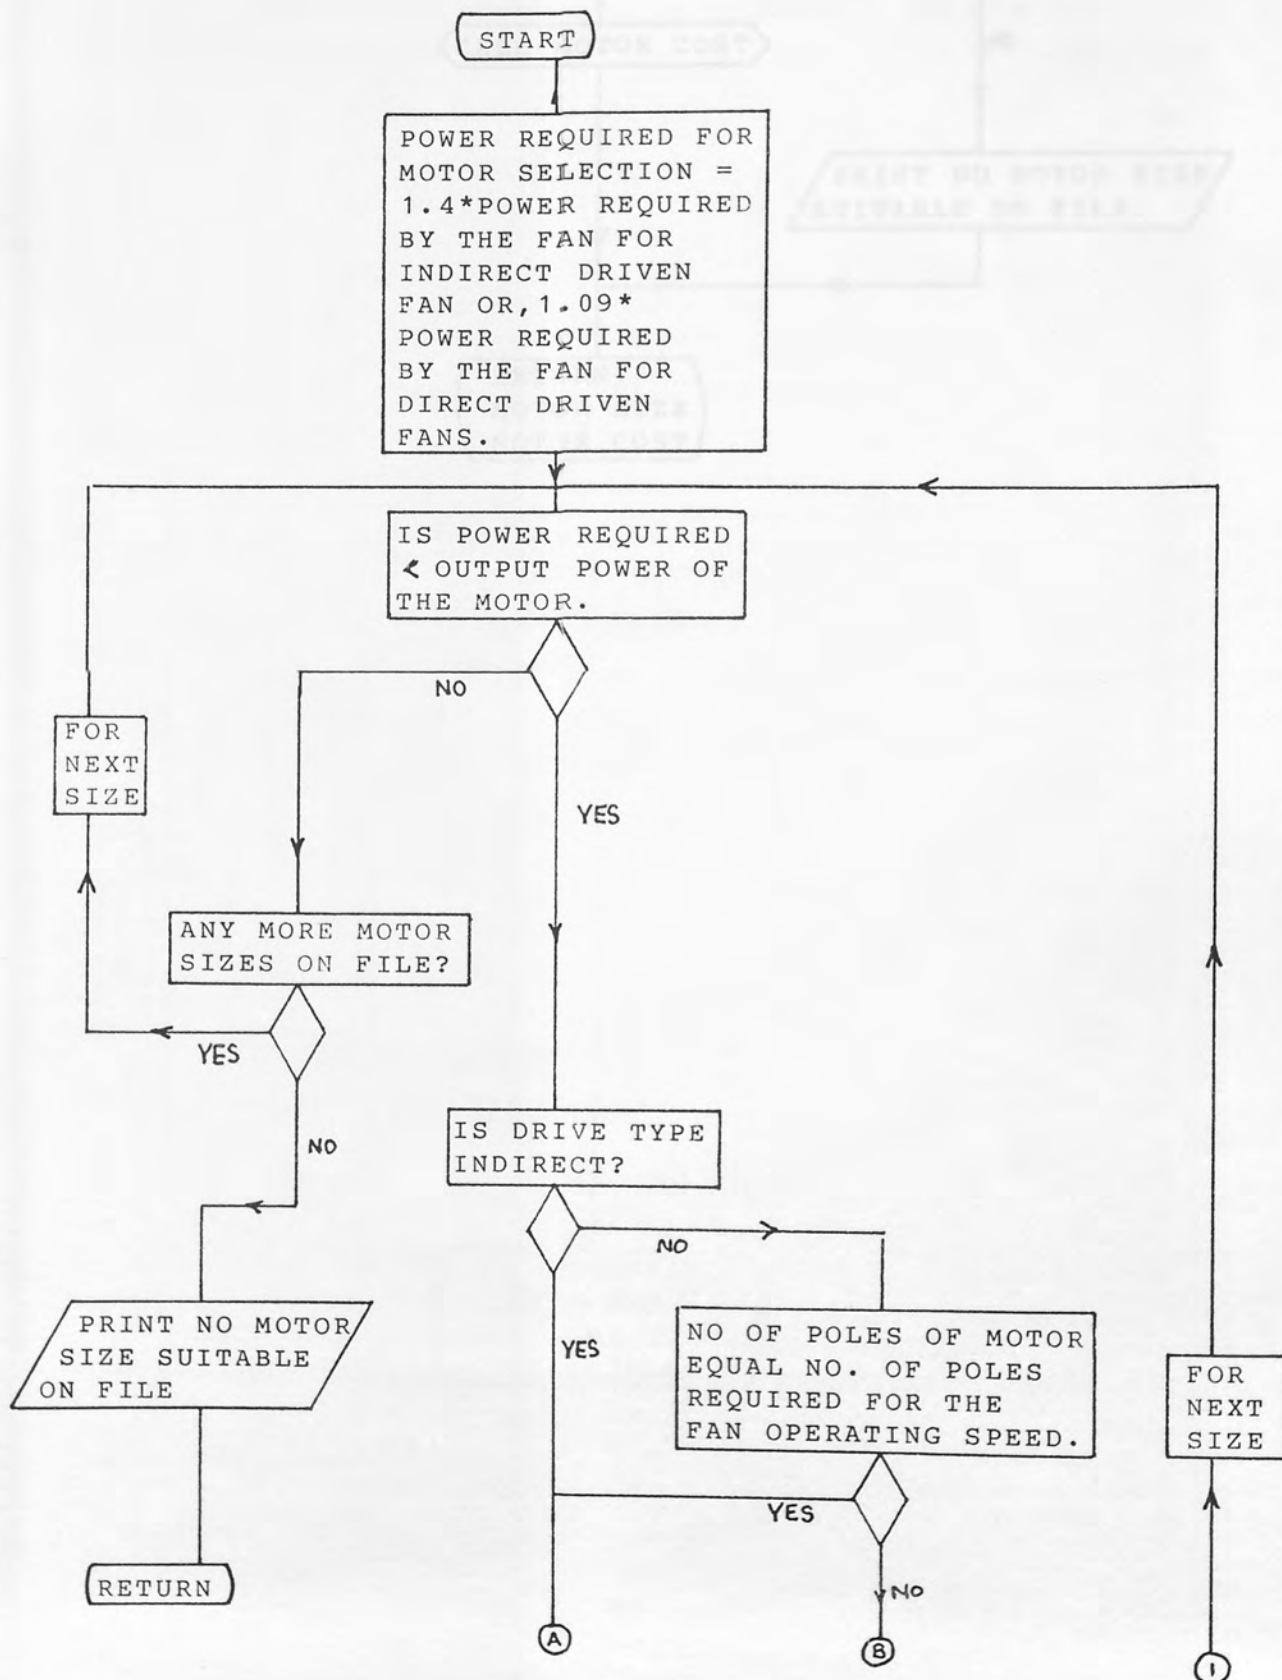 START
POWER REQUIRED FOR
MOTOR SELECTION =
1.4*POWER REQUIRED
BY THE FAN FOR
INDIRECT DRIVEN
FAN OR,1.09*
POWER REQUIRED
BY THE FAN FOR
DIRECT DRIVEN
FANS.
IS POWER REQUIRED
< OUTPUT POWER OF
THE MOTOR.
NO
YES
FOR
NEXT
SIZE
ANY MORE MOTOR
SIZES ON FILE?
YES
NO
PRINT NO MOTOR
SIZE SUITABLE
ON FILE
RETURN
IS DRIVE TYPE
INDIRECT?
NO
YES
NO OF POLES OF MOTOR
EQUAL NO. OF POLES
REQUIRED FOR THE
FAN OPERATING SPEED.
YES
NO
FOR
NEXT
SIZE
A
B
1